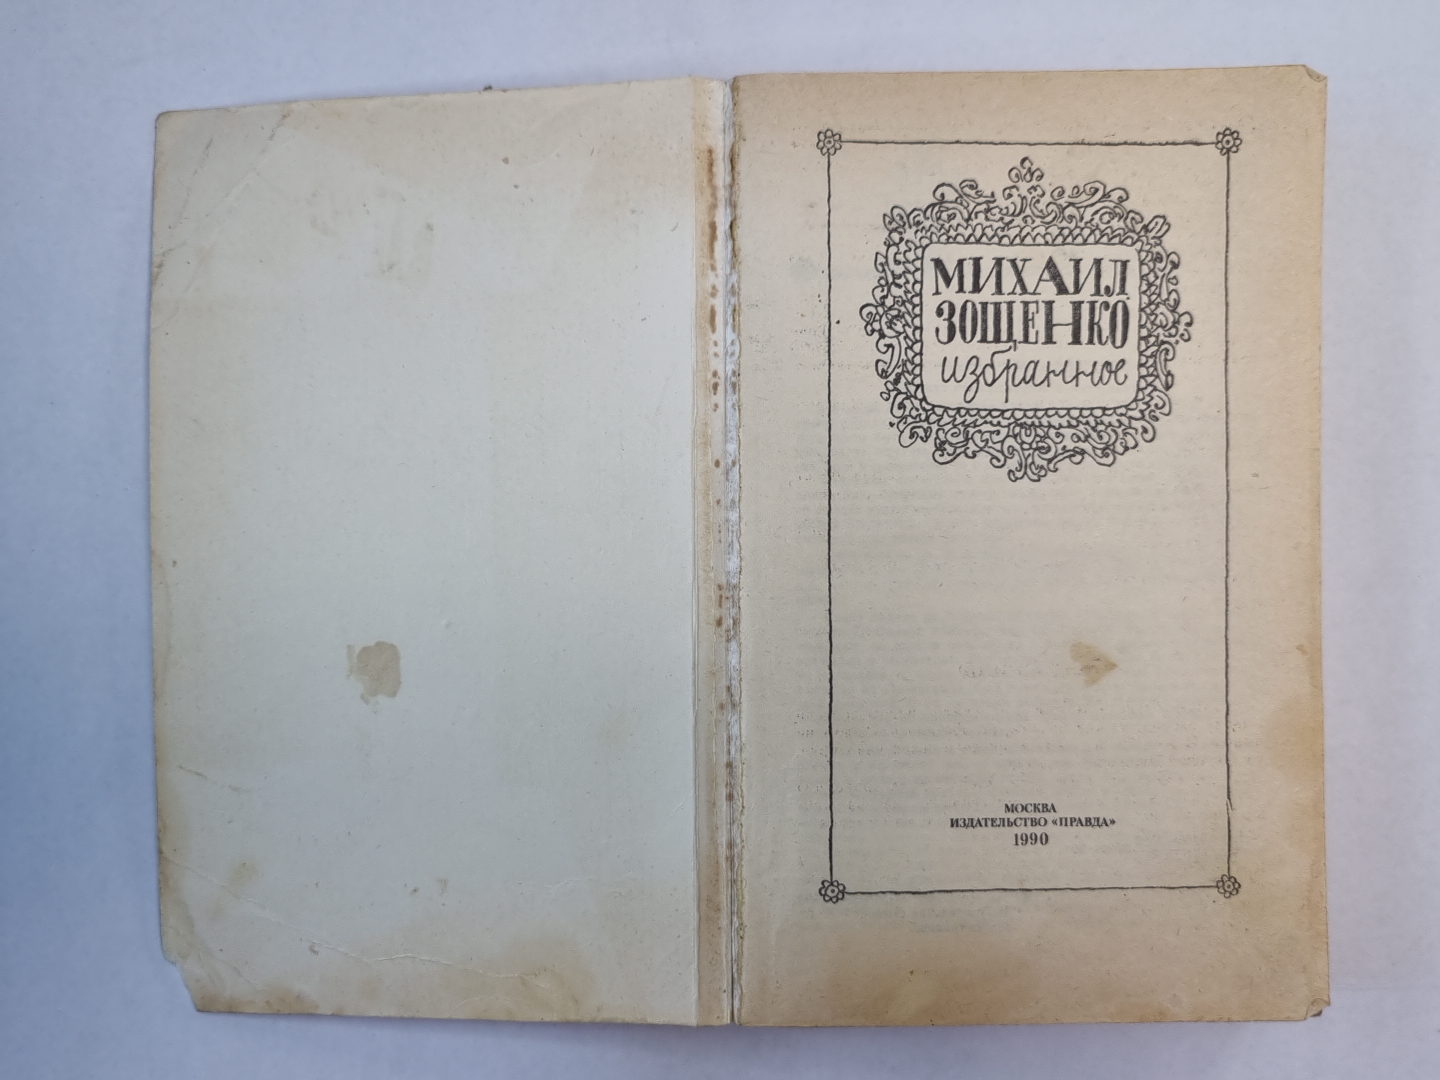 МИХАИЛ
ЗОЩЕНКО
избранное
МОСКВА
ИЗДАТЕЛЬСТВО «ПРАВДА»
1990